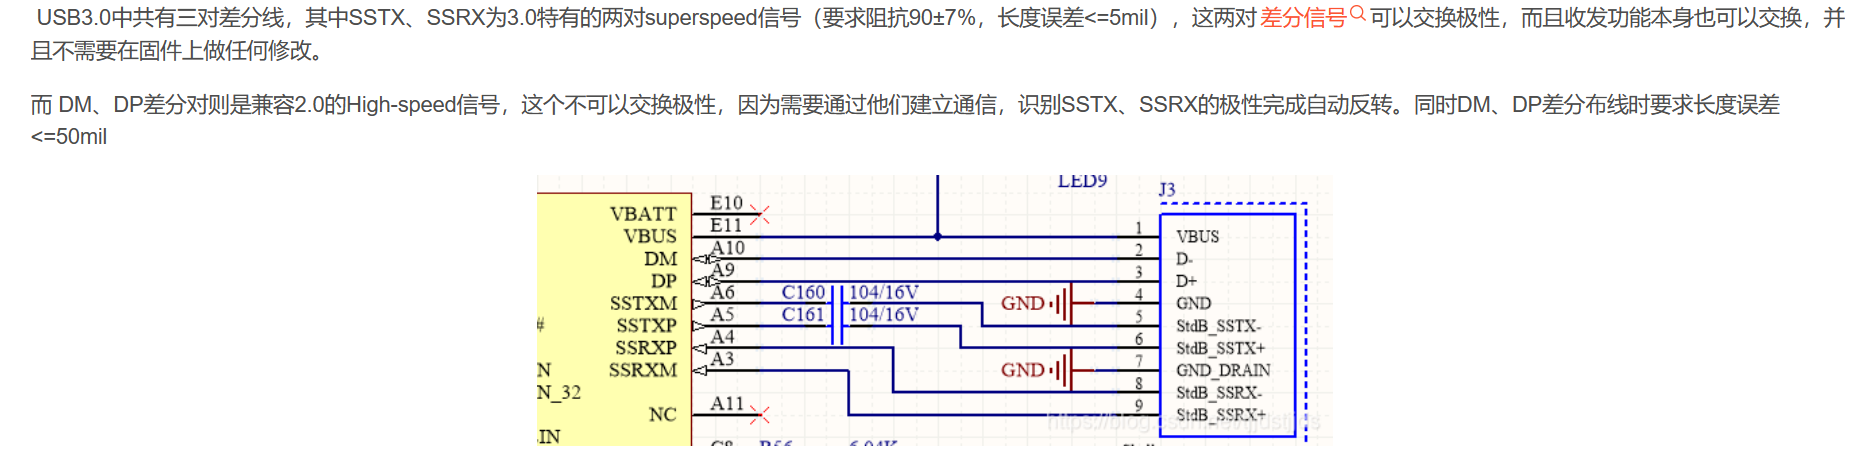 USB3.0中共有三对差分线，其中SSTX、SSRX为3.0特有的两对superspeed信号（要求阻抗90±7%，长度误差<=5mil），这两对 差分信号 可以交换极性，而且收发功能本身也可以交换，并
且不需要在固件上做任何修改。
而 DM、DP差分对则是兼容2.0的High-speed信号，这个不可以交换极性，因为需要通过他们建立通信，识别SSTX、SSRX的极性完成自动反转。同时DM、DP差分布线时要求长度误差
<=50mil
LED9
J3
VBATT E10
VBUS E11 1 VBUS
DM A10 2 D-
DP A9 3 D+
SSTXM A6 C160 104/16V GND 4 GND
# SSTXP A5 C161 104/16V 5 StdB_SSTX-
SSRXP A4 6 StdB_SSTX+
N SSRXM A3 GND 7 GND_DRAIN
N_32 8 StdB_SSRX-
NC A11 9 StdB_SSRX+
IN